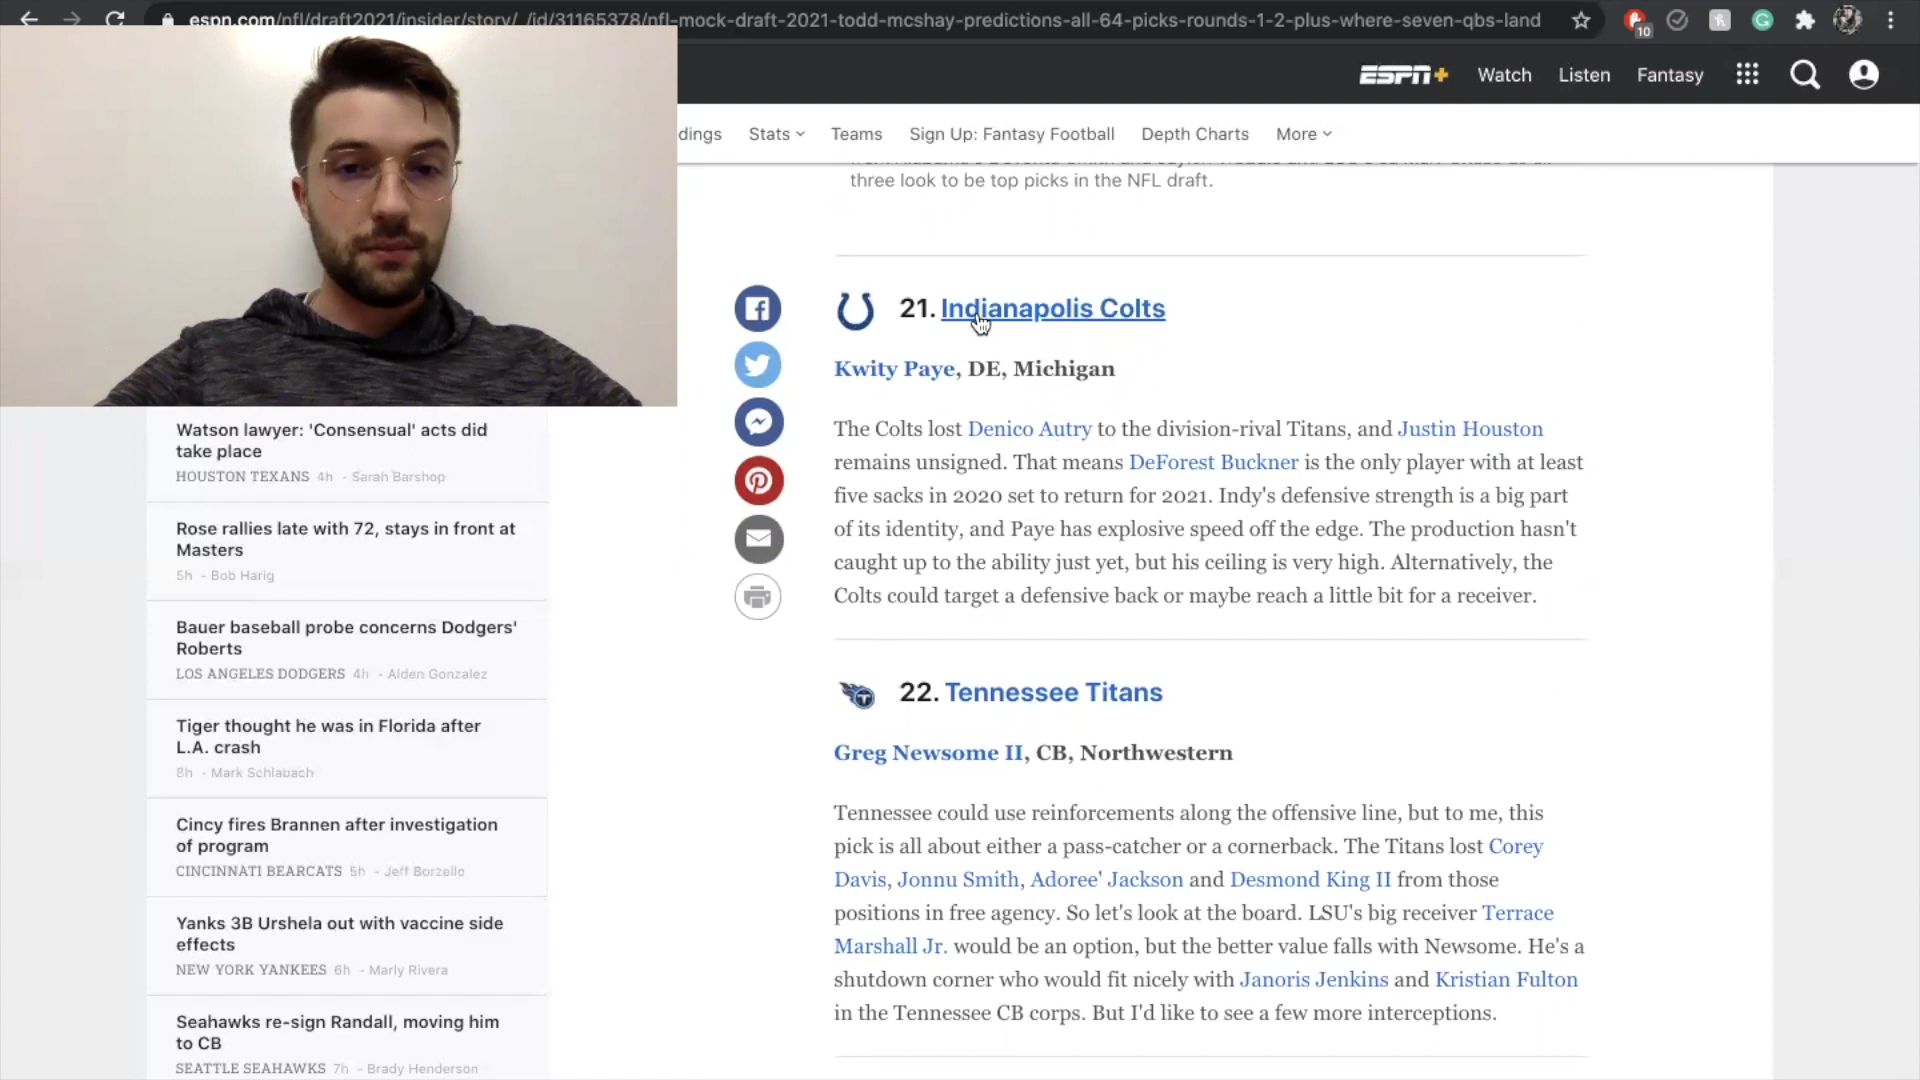 espn.com/nfl/draft2021/insider/story/_/id/31165378/nfl-mock-draft-2021-todd-mcshay-predictions-all-64-picks-rounds-1-2-plus-where-seven-qbs-land
10
ESPN+
Watch
Listen
Fantasy
dings
Stats
Teams
Sign Up: Fantasy Football
Depth Charts
More
three look to be top picks in the NFL draft.
21. Indianapolis Colts
Kwity Paye, DE, Michigan
The Colts lost Denico Autry to the division-rival Titans, and Justin Houston
remains unsigned. That means DeForest Buckner is the only player with at least
five sacks in 2020 set to return for 2021. Indy's defensive strength is a big part
of its identity, and Paye has explosive speed off the edge. The production hasn't
caught up to the ability just yet, but his ceiling is very high. Alternatively, the
Colts could target a defensive back or maybe reach a little bit for a receiver.
22. Tennessee Titans
Greg Newsome II, CB, Northwestern
Tennessee could use reinforcements along the offensive line, but to me, this
pick is all about either a pass-catcher or a cornerback. The Titans lost Corey
Davis, Jonnu Smith, Adoree' Jackson and Desmond King II from those
positions in free agency. So let's look at the board. LSU's big receiver Terrace
Marshall Jr. would be an option, but the better value falls with Newsome. He's a
shutdown corner who would fit nicely with Janoris Jenkins and Kristian Fulton
in the Tennessee CB corps. But I'd like to see a few more interceptions.
Watson lawyer: 'Consensual' acts did
take place
HOUSTON TEXANS 4h - Sarah Barshop
Rose rallies late with 72, stays in front at
Masters
5h - Bob Harig
Bauer baseball probe concerns Dodgers'
Roberts
LOS ANGELES DODGERS 4h - Alden Gonzalez
Tiger thought he was in Florida after
L.A. crash
8h - Mark Schlabach
Cincy fires Brannen after investigation
of program
CINCINNATI BEARCATS 5h - Jeff Borzello
Yanks 3B Urshela out with vaccine side
effects
NEW YORK YANKEES 6h - Marly Rivera
Seahawks re-sign Randall, moving him
to CB
SEATTLE SEAHAWKS 7h - Brady Henderson